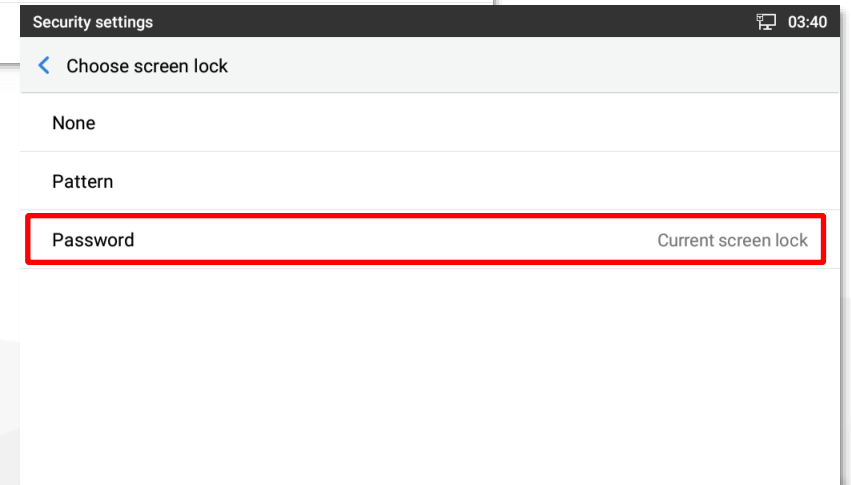 Security settings 03:40
Choose screen lock
None
Pattern
Password Current screen lock